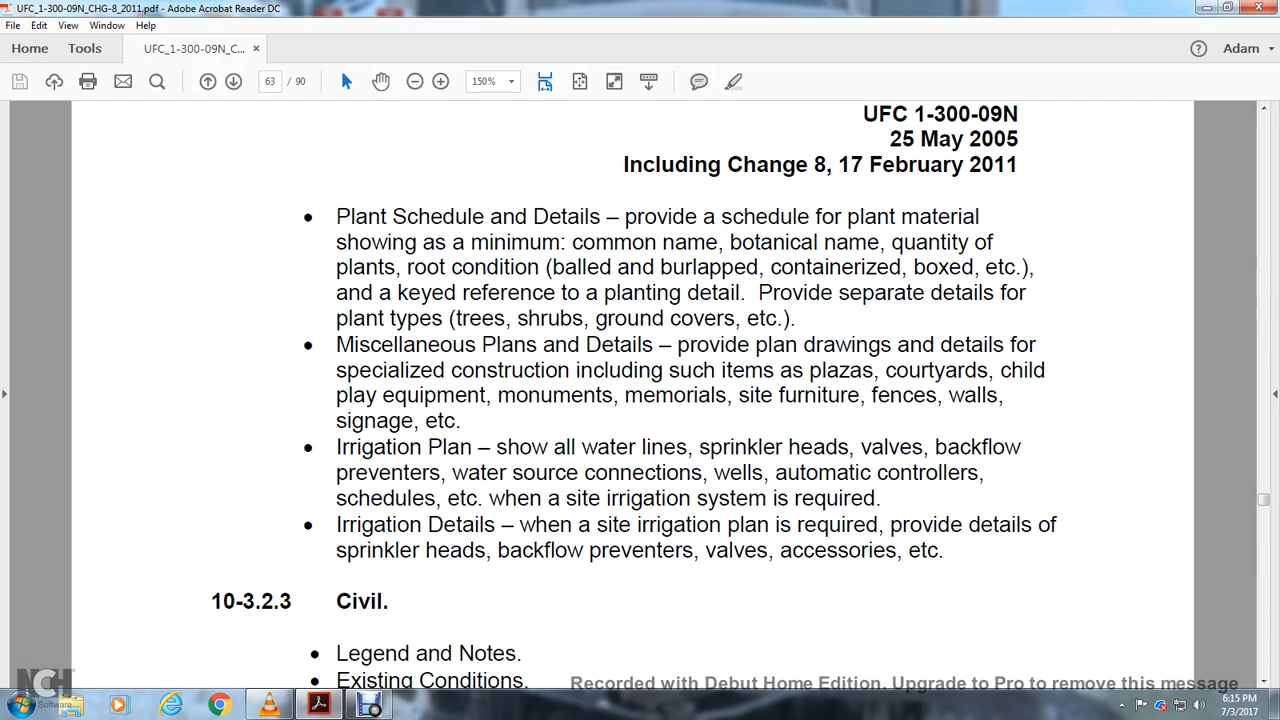 UFC_1-300-09N_CHG-8_2011.pdf - Adobe Acrobat Reader DC
File Edit View Window Help
Home Tools UFC_1-300-09N_C... × Adam
63 / 90 150%
UFC 1-300-09N
25 May 2005
Including Change 8, 17 February 2011
• Plant Schedule and Details – provide a schedule for plant material
showing as a minimum: common name, botanical name, quantity of
plants, root condition (balled and burlapped, containerized, boxed, etc.),
and a keyed reference to a planting detail. Provide separate details for
plant types (trees, shrubs, ground covers, etc.).
• Miscellaneous Plans and Details – provide plan drawings and details for
specialized construction including such items as plazas, courtyards, child
play equipment, monuments, memorials, site furniture, fences, walls,
signage, etc.
• Irrigation Plan – show all water lines, sprinkler heads, valves, backflow
preventers, water source connections, wells, automatic controllers,
schedules, etc. when a site irrigation system is required.
• Irrigation Details – when a site irrigation plan is required, provide details of
sprinkler heads, backflow preventers, valves, accessories, etc.
10-3.2.3 Civil.
• Legend and Notes.
• Existing Conditions.
Recorded with Debut Home Edition. Upgrade to Pro to remove this message
NCH Software
6:15 PM
7/3/2017